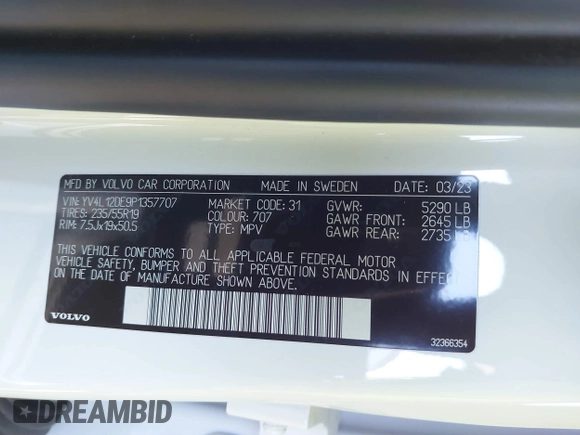 MFD BY VOLVO CAR CORPORATION MADE IN SWEDEN DATE: 03/23
VIN: YV4L12DE9P1357707 MARKET CODE: 31 GVWR: 5290 LB
TIRES: 235/55R19 COLOUR: 707 GAWR FRONT: 2645 LB
RIM: 7.5Jx19x50.5 TYPE: MPV GAWR REAR: 2735 LB
THIS VEHICLE CONFORMS TO ALL APPLICABLE FEDERAL MOTOR
VEHICLE SAFETY, BUMPER AND THEFT PREVENTION STANDARDS IN EFFECT
ON THE DATE OF MANUFACTURE SHOWN ABOVE.
VOLVO 32366354
DREAMBID